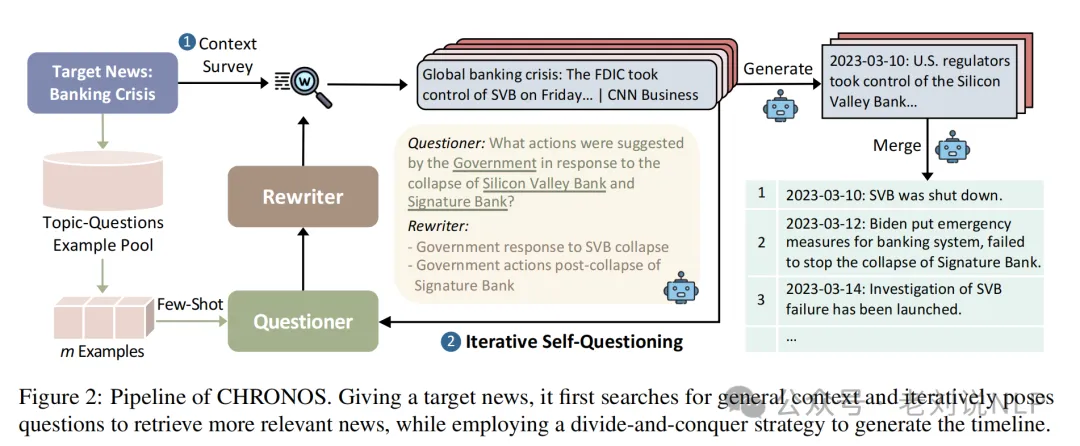 1 Context
Survey
Target News:
Banking Crisis
W
Global banking crisis: The FDIC took
control of SVB on Friday... | CNN Business
Generate
2023-03-10: U.S. regulators
took control of the Silicon
Valley Bank...
Merge
Topic-Questions
Example Pool
Rewriter
Questioner: What actions were suggested
by the Government in response to the
collapse of Silicon Valley Bank and
Signature Bank?
Rewriter:
- Government response to SVB collapse
- Government actions post-collapse of
Signature Bank
1 2023-03-10: SVB was shut down.
2 2023-03-12: Biden put emergency
measures for banking system, failed
to stop the collapse of Signature Bank.
3 2023-03-14: Investigation of SVB
failure has been launched.
...
m Examples
Few-Shot
Questioner
2 Iterative Self-Questioning
Figure 2: Pipeline of CHRONOS. Giving a target news, it first searches for general context and iteratively poses
questions to retrieve more relevant news, while employing a divide-and-conquer strategy to generate the timeline.
公众号 · 老刘说NLP